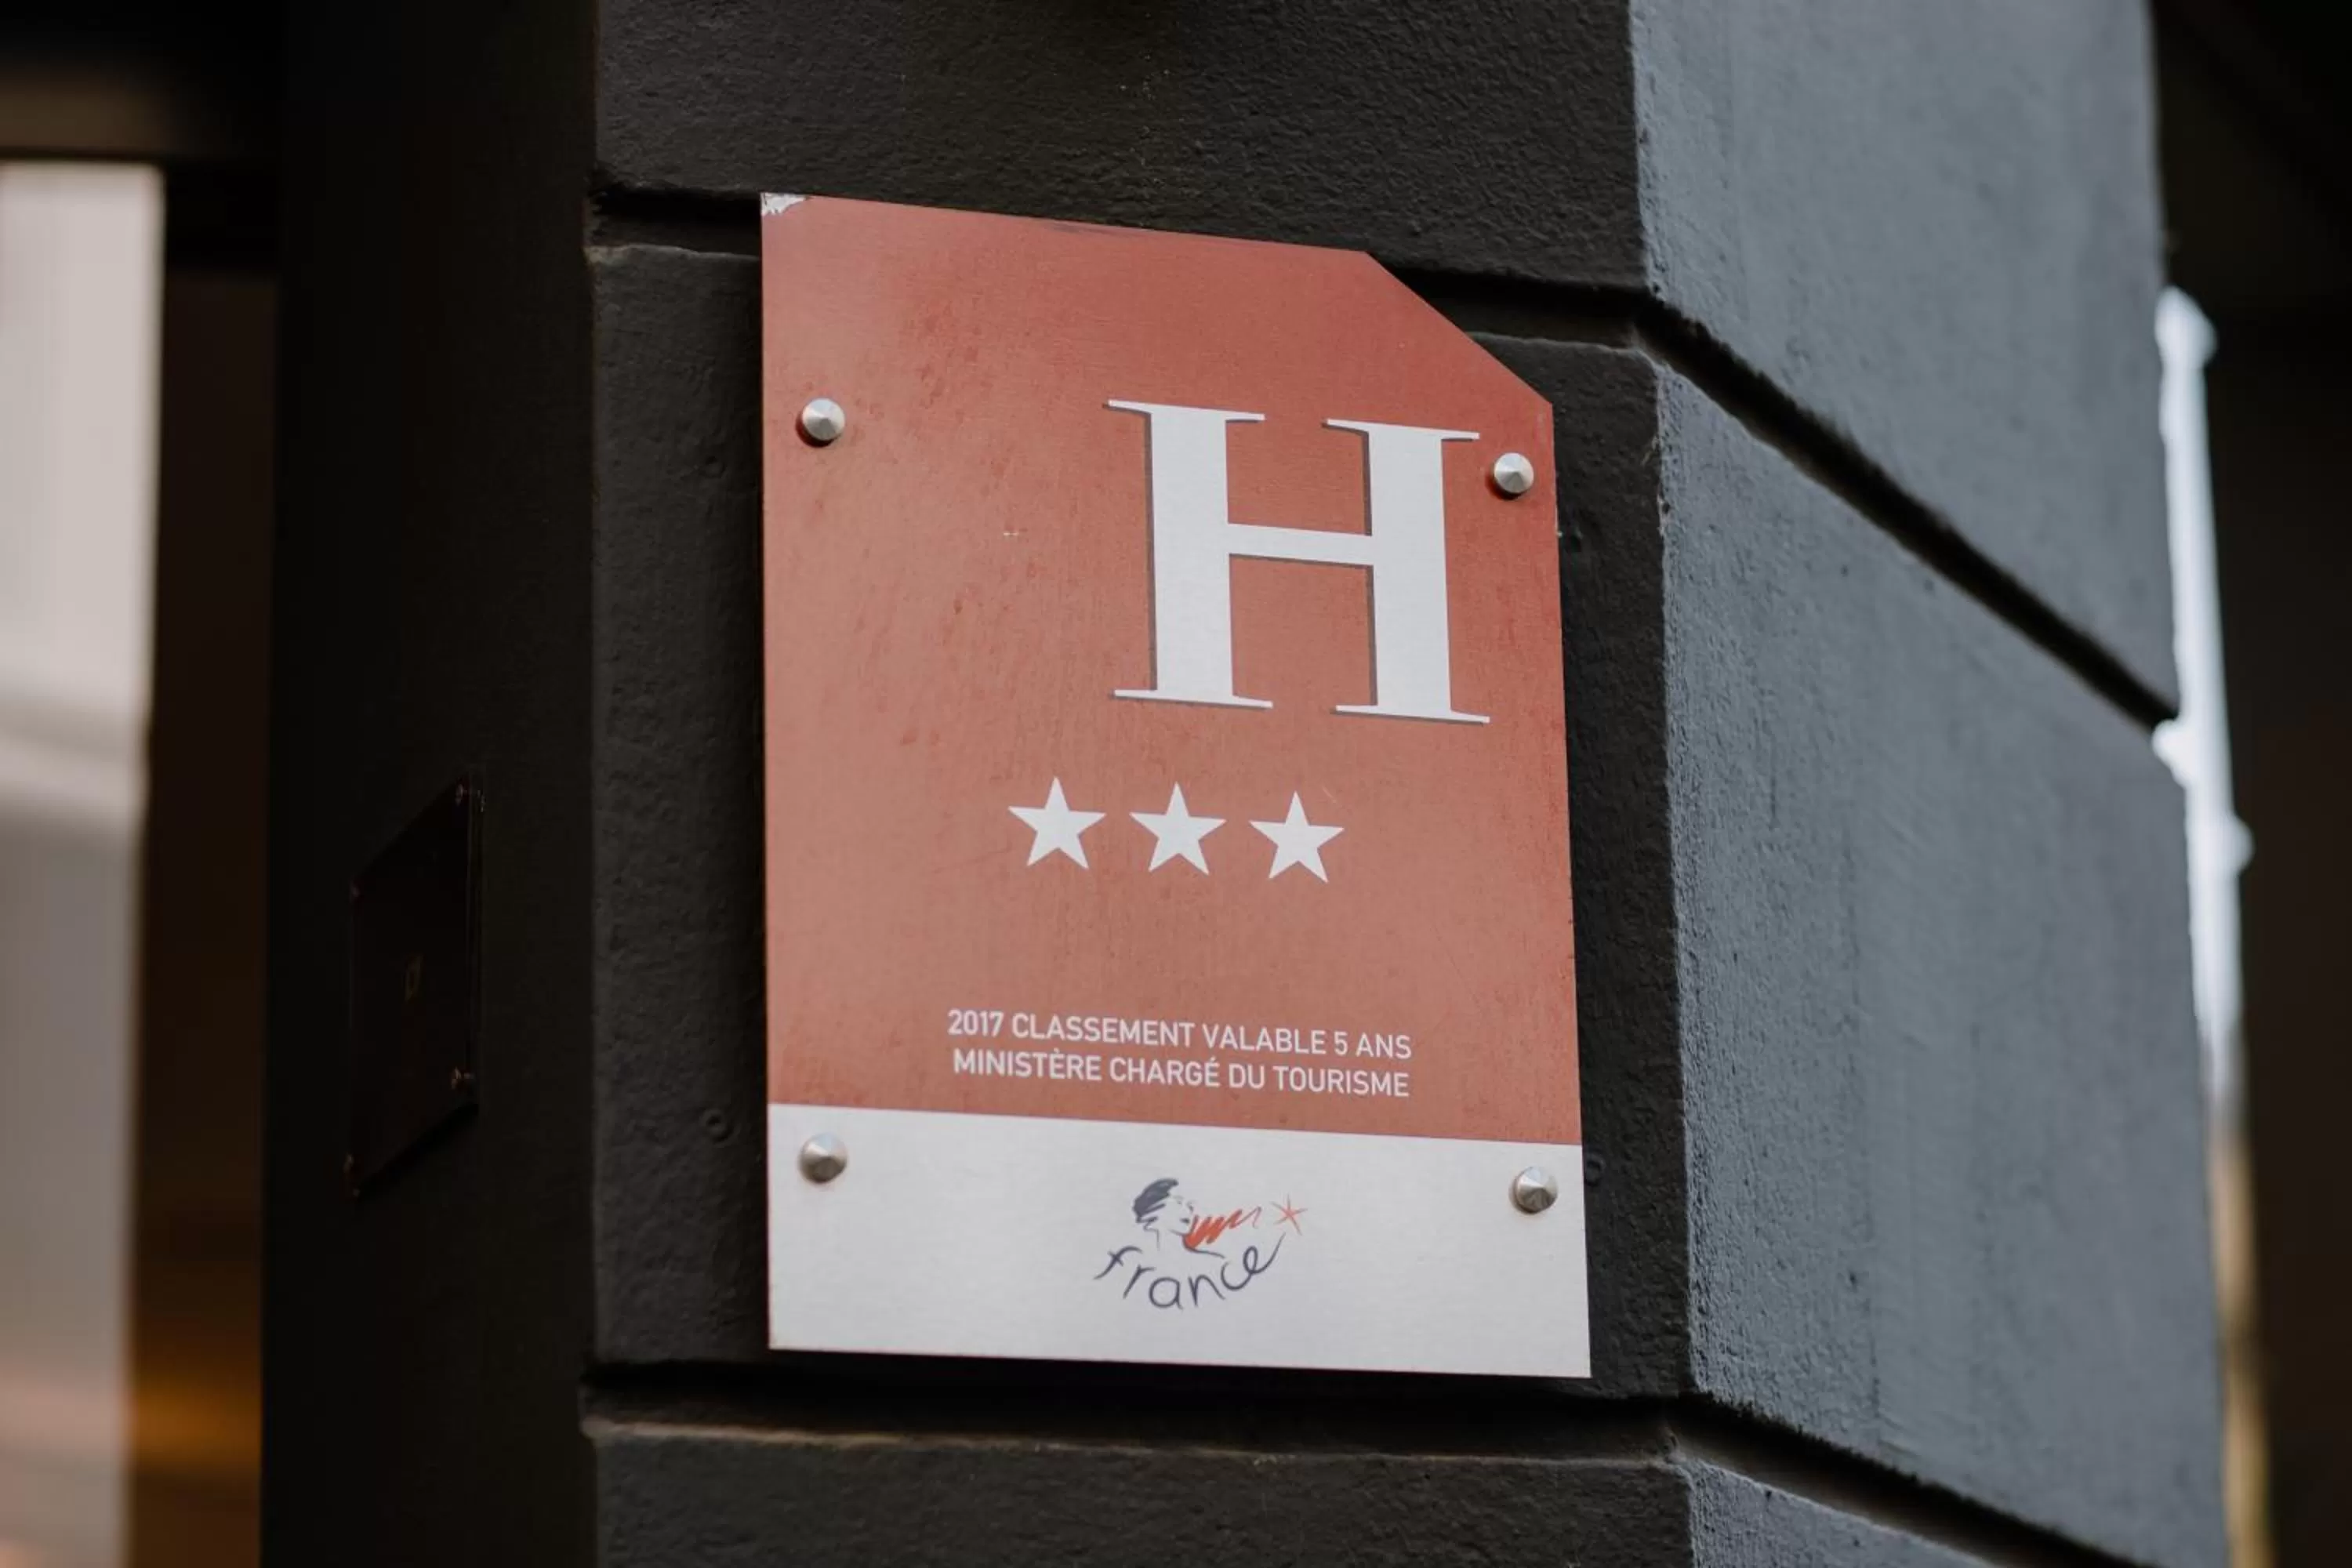 H
2017 CLASSEMENT VALABLE 5 ANS
MINISTÈRE CHARGÉ DU TOURISME
france